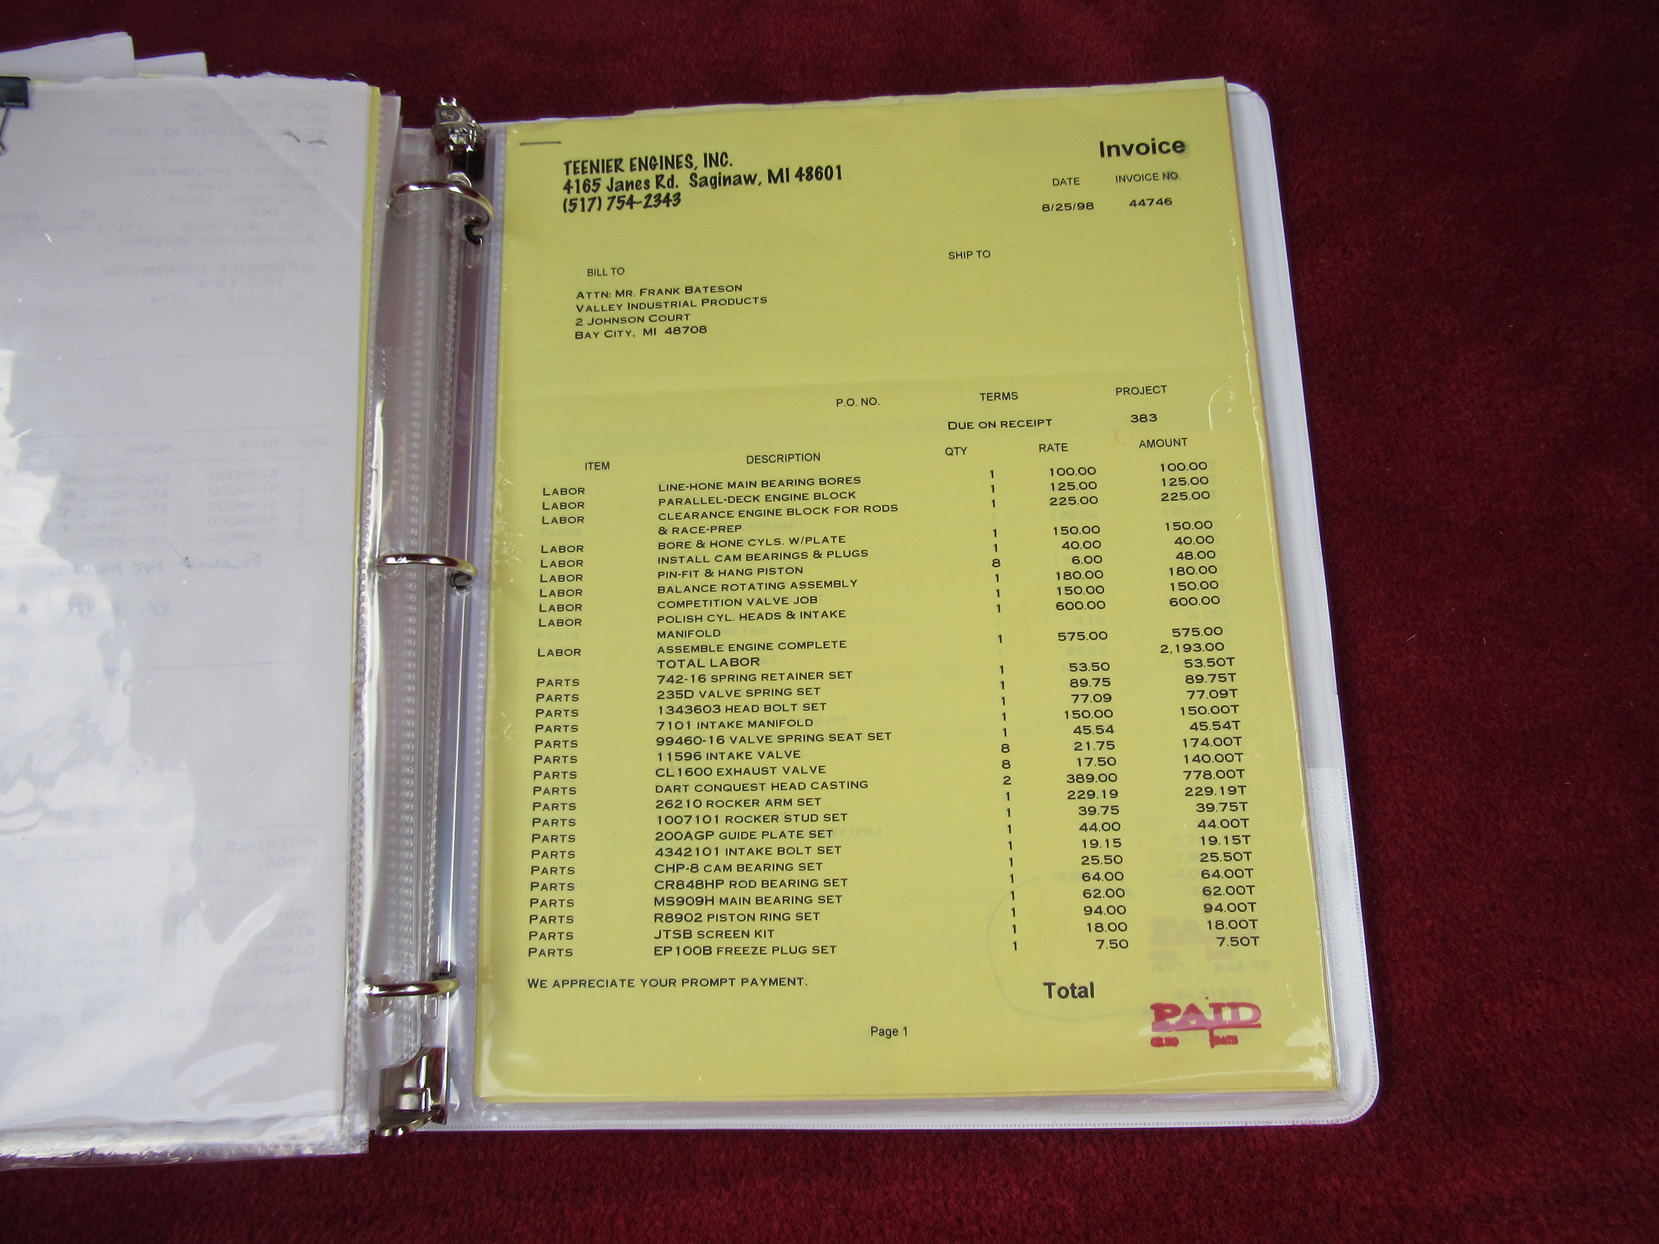 TEENIER ENGINES, INC.
4165 Janes Rd. Saginaw, MI 48601
(517) 754-2343
Invoice
DATE INVOICE NO.
8/25/98 44746
BILL TO
SHIP TO
ATTN: MR. FRANK BATESON
VALLEY INDUSTRIAL PRODUCTS
2 JOHNSON COURT
BAY CITY, MI 48708
P.O. NO. TERMS PROJECT
DUE ON RECEIPT 383
ITEM DESCRIPTION QTY RATE AMOUNT
LABOR LINE-HONE MAIN BEARING BORES 1 100.00 100.00
LABOR PARALLEL-DECK ENGINE BLOCK 1 125.00 125.00
LABOR CLEARANCE ENGINE BLOCK FOR RODS 1 225.00 225.00
& RACE-PREP
LABOR BORE & HONE CYLS. W/PLATE 1 150.00 150.00
LABOR INSTALL CAM BEARINGS & PLUGS 1 40.00 40.00
LABOR PIN-FIT & HANG PISTON 8 6.00 48.00
LABOR BALANCE ROTATING ASSEMBLY 1 180.00 180.00
LABOR COMPETITION VALVE JOB 1 150.00 150.00
LABOR POLISH CYL. HEADS & INTAKE 1 600.00 600.00
MANIFOLD
LABOR ASSEMBLE ENGINE COMPLETE 1 575.00 575.00
TOTAL LABOR 2,193.00
PARTS 742-16 SPRING RETAINER SET 1 53.50 53.50T
PARTS 235D VALVE SPRING SET 1 89.75 89.75T
PARTS 1343603 HEAD BOLT SET 1 77.09 77.09T
PARTS 7101 INTAKE MANIFOLD 1 150.00 150.00T
PARTS 99460-16 VALVE SPRING SEAT SET 1 45.54 45.54T
PARTS 11596 INTAKE VALVE 8 21.75 174.00T
PARTS CL1600 EXHAUST VALVE 8 17.50 140.00T
PARTS DART CONQUEST HEAD CASTING 2 389.00 778.00T
PARTS 26210 ROCKER ARM SET 1 229.19 229.19T
PARTS 1007101 ROCKER STUD SET 1 39.75 39.75T
PARTS 200AGP GUIDE PLATE SET 1 44.00 44.00T
PARTS 4342101 INTAKE BOLT SET 1 19.15 19.15T
PARTS CHP-8 CAM BEARING SET 1 25.50 25.50T
PARTS CR848HP ROD BEARING SET 1 64.00 64.00T
PARTS MS909H MAIN BEARING SET 1 62.00 62.00T
PARTS R8902 PISTON RING SET 1 94.00 94.00T
PARTS JTSB SCREEN KIT 1 18.00 18.00T
PARTS EP100B FREEZE PLUG SET 1 7.50 7.50T
WE APPRECIATE YOUR PROMPT PAYMENT.
Total
PAID
DATE
Page 1